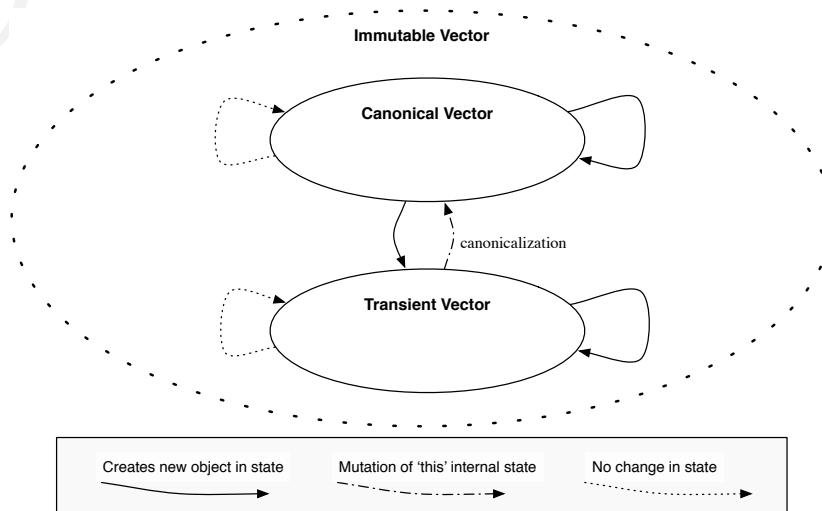 Immutable Vector
Canonical Vector
canonicalization
Transient Vector
Creates new object in state
Mutation of ‘this’ internal state
No change in state